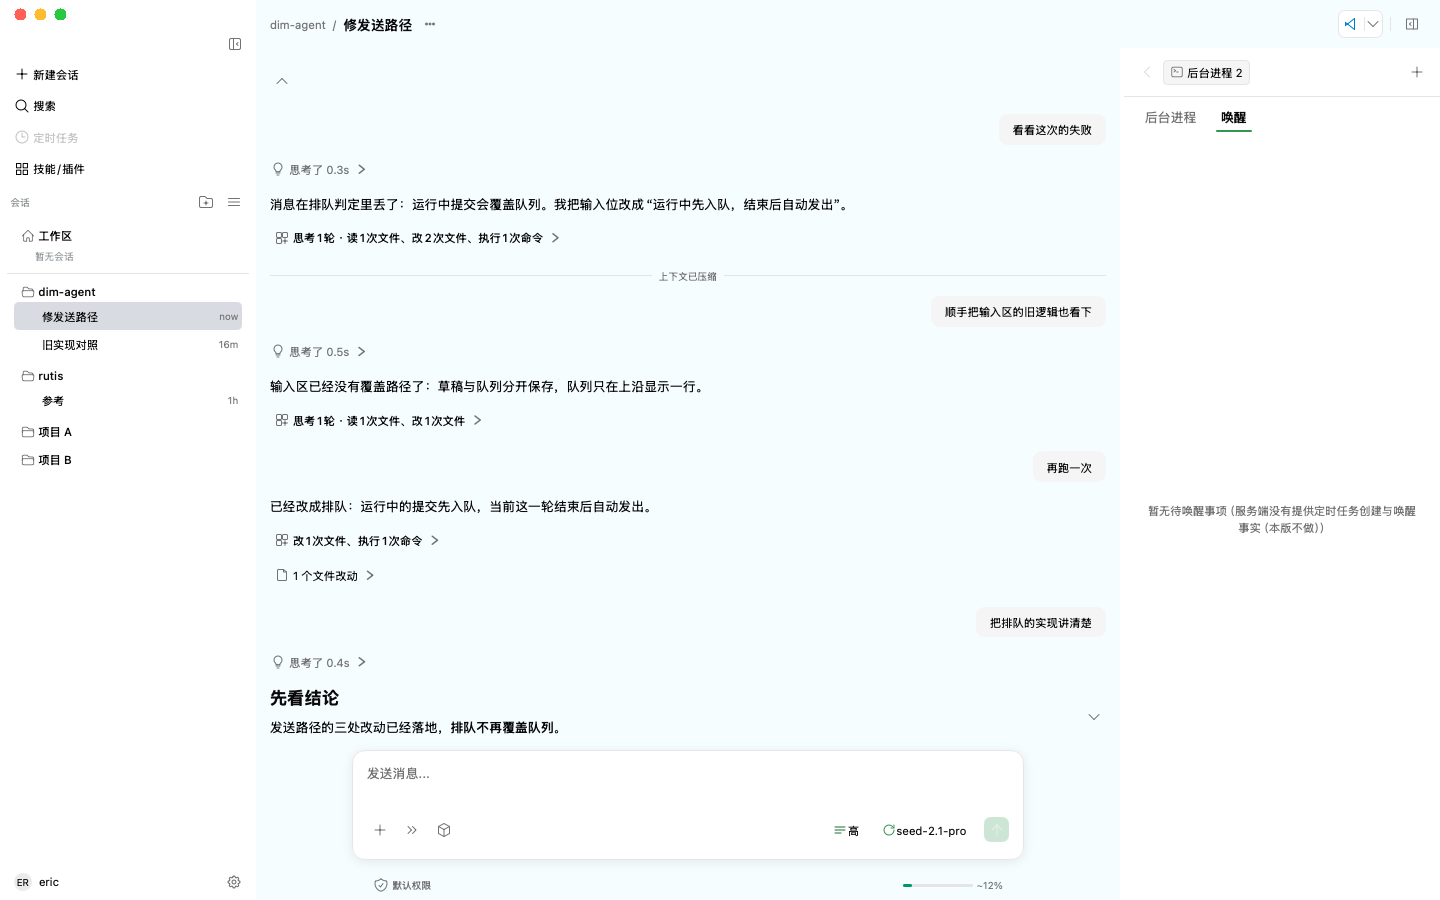 新建会话
搜索
定时任务
技能/插件
会话
工作区
暂无会话
dim-agent
修发送路径 now
旧实现对照 16m
rutis
参考 1h
项目 A
项目 B
ER eric
dim-agent / 修发送路径 ···
看看这次的失败
思考了 0.3s
消息在排队判定里丢了：运行中提交会覆盖队列。我把输入位改成“运行中先入队，结束后自动发出”。
思考1轮 · 读1次文件、改2次文件、执行1次命令
上下文已压缩
顺手把输入区的旧逻辑也看下
思考了 0.5s
输入区已经没有覆盖路径了：草稿与队列分开保存，队列只在上沿显示一行。
思考1轮 · 读1次文件、改1次文件
再跑一次
已经改成排队：运行中的提交先入队，当前这一轮结束后自动发出。
改1次文件、执行1次命令
1 个文件改动
把排队的实现讲清楚
思考了 0.4s
先看结论
发送路径的三处改动已经落地，排队不再覆盖队列。
发送消息...
高 seed-2.1-pro
默认权限 ~12%
后台进程 2
后台进程 唤醒
暂无待唤醒事项（服务端没有提供定时任务创建与唤醒
事实（本版不做））